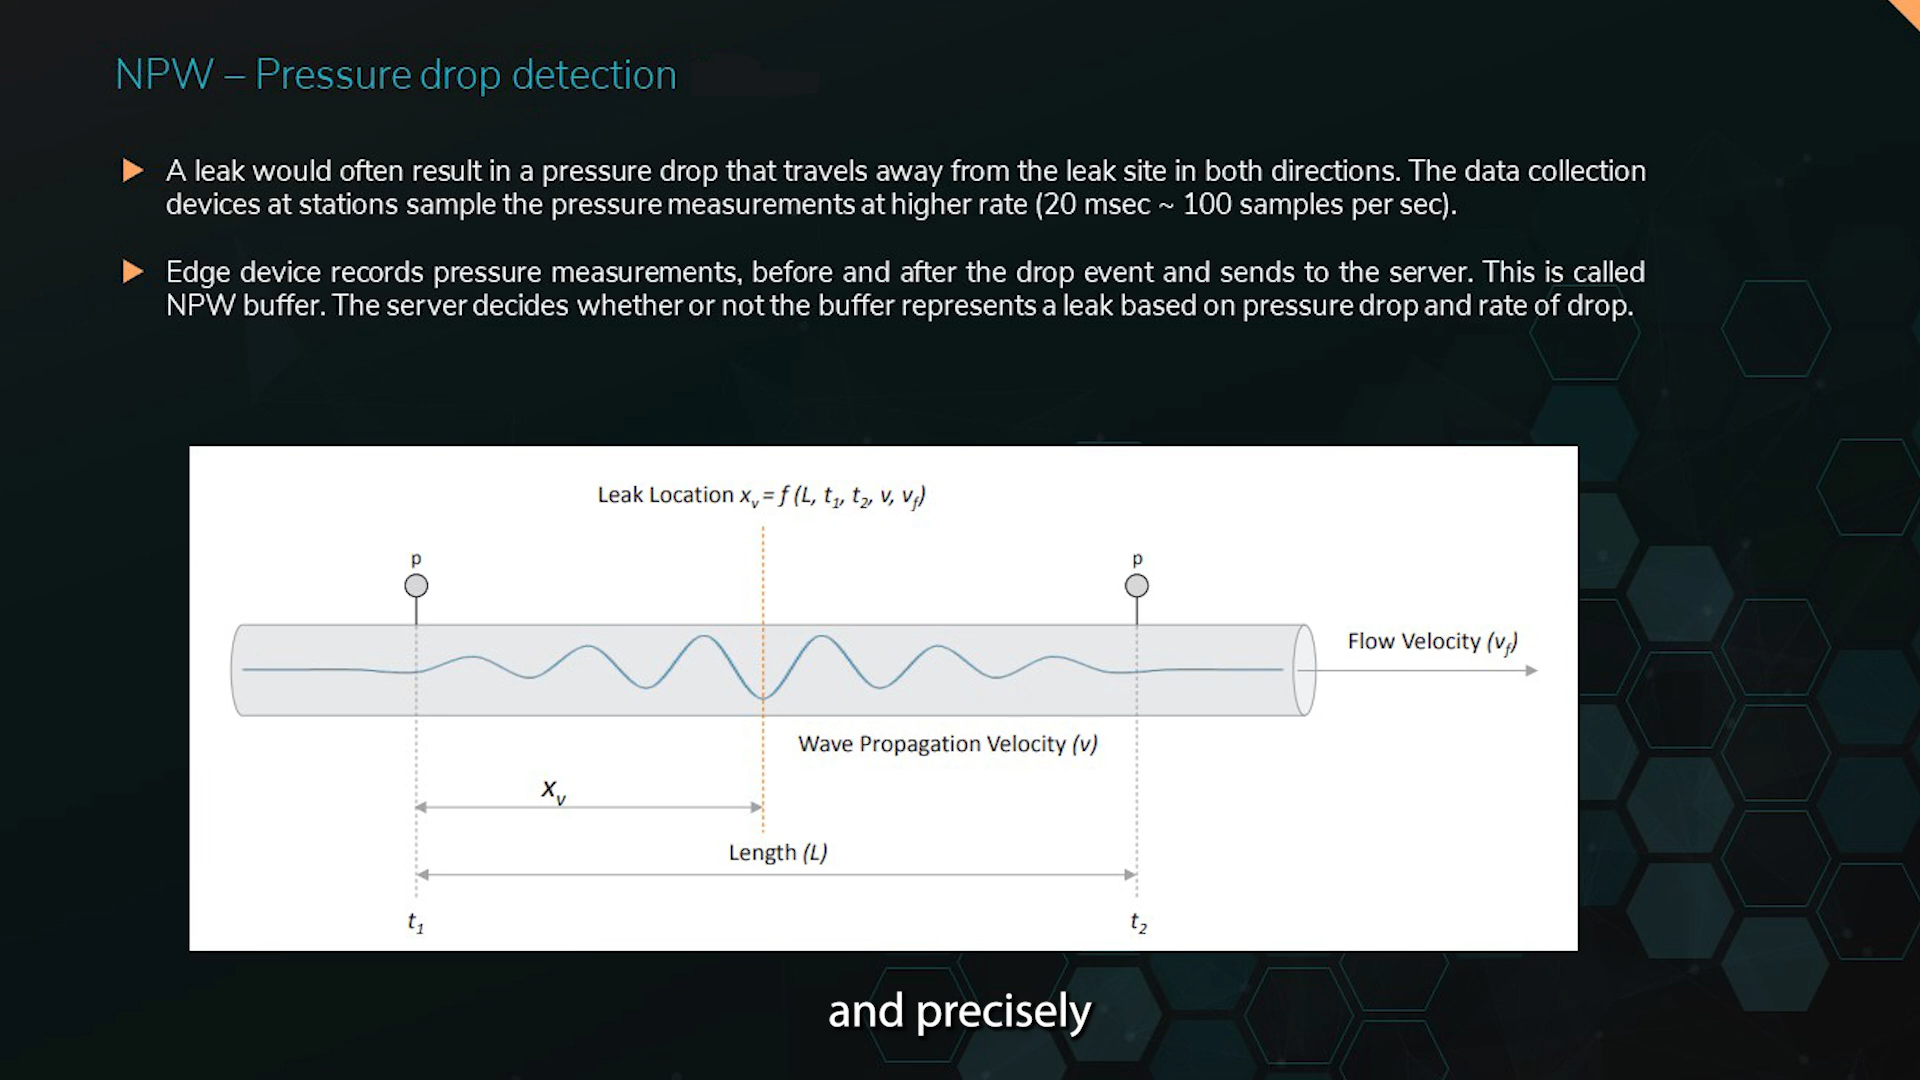 NPW – Pressure drop detection
A leak would often result in a pressure drop that travels away from the leak site in both directions. The data collection
devices at stations sample the pressure measurements at higher rate (20 msec ~ 100 samples per sec).
Edge device records pressure measurements, before and after the drop event and sends to the server. This is called
NPW buffer. The server decides whether or not the buffer represents a leak based on pressure drop and rate of drop.
Leak Location xᵥ = f (L, t₁, t₂, v, v_f)
p
p
Flow Velocity (v_f)
Wave Propagation Velocity (v)
xᵥ
Length (L)
t₁
t₂
and precisely